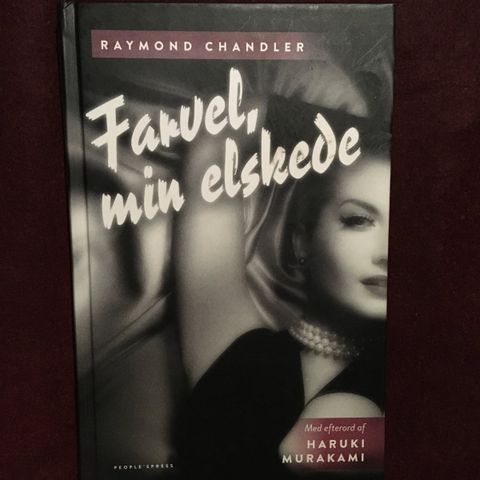 RAYMOND CHANDLER
Farvel,
min elskede
Med efterord af
HARUKI
MURAKAMI
PEOPLE'SPRESS